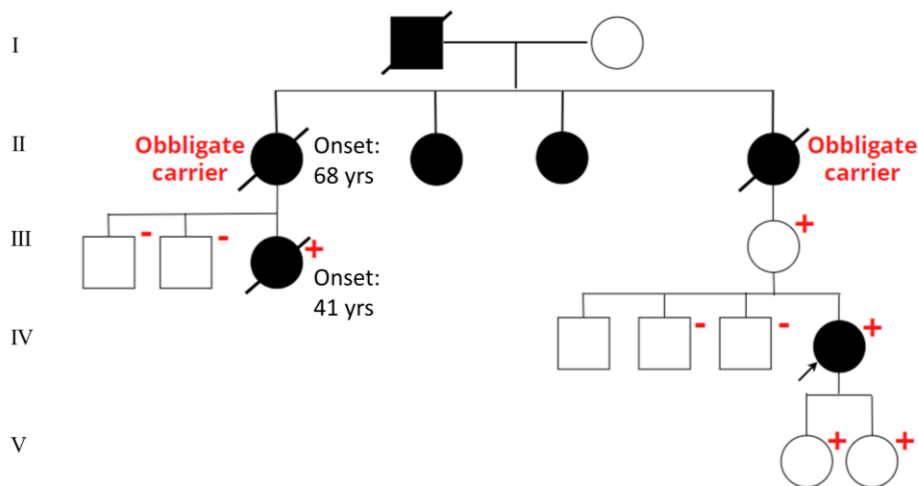 I
II
Obbligate
carrier
Onset:
68 yrs
Obbligate
carrier
III
-
-
+
Onset:
41 yrs
+
IV
-
-
+
V
+
+